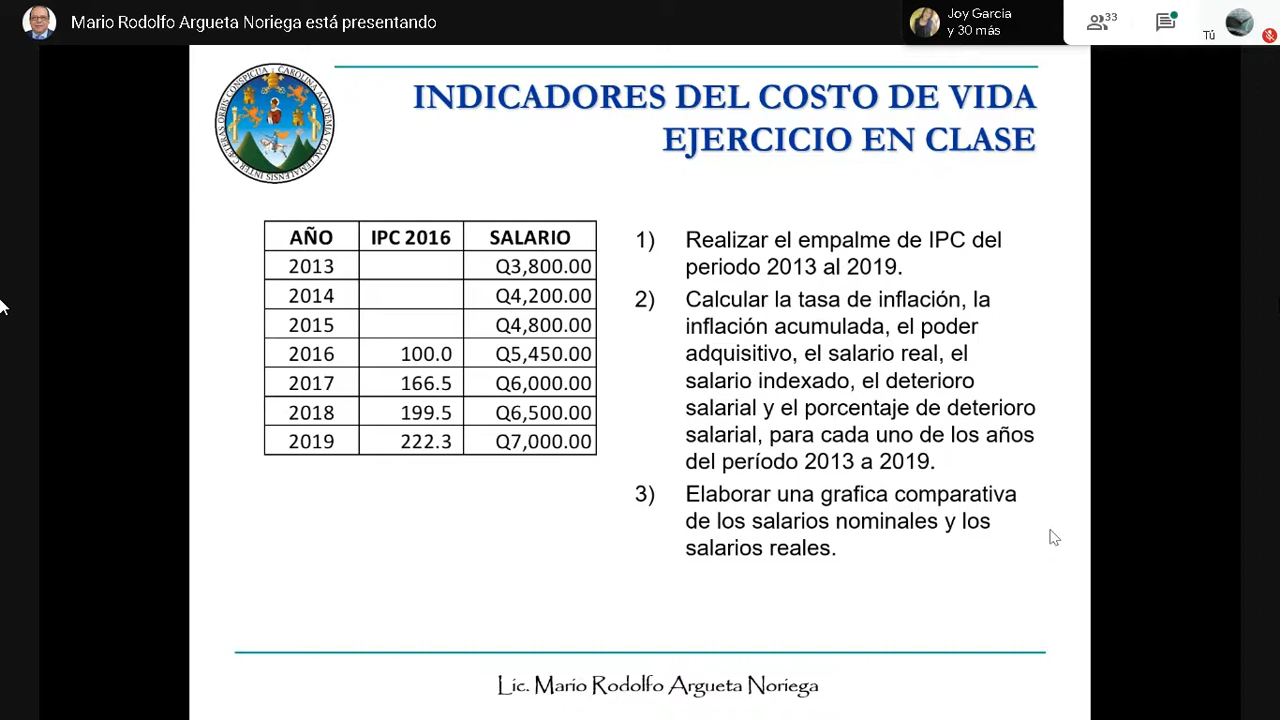 Mario Rodolfo Argueta Noriega está presentando
Joy Garcia
y 30 más
33
Tú
INDICADORES DEL COSTO DE VIDA
EJERCICIO EN CLASE
AÑO IPC 2016 SALARIO
2013 Q3,800.00
2014 Q4,200.00
2015 Q4,800.00
2016 100.0 Q5,450.00
2017 166.5 Q6,000.00
2018 199.5 Q6,500.00
2019 222.3 Q7,000.00
1) Realizar el empalme de IPC del
periodo 2013 al 2019.
2) Calcular la tasa de inflación, la
inflación acumulada, el poder
adquisitivo, el salario real, el
salario indexado, el deterioro
salarial y el porcentaje de deterioro
salarial, para cada uno de los años
del período 2013 a 2019.
3) Elaborar una grafica comparativa
de los salarios nominales y los
salarios reales.
Lic. Mario Rodolfo Argueta Noriega